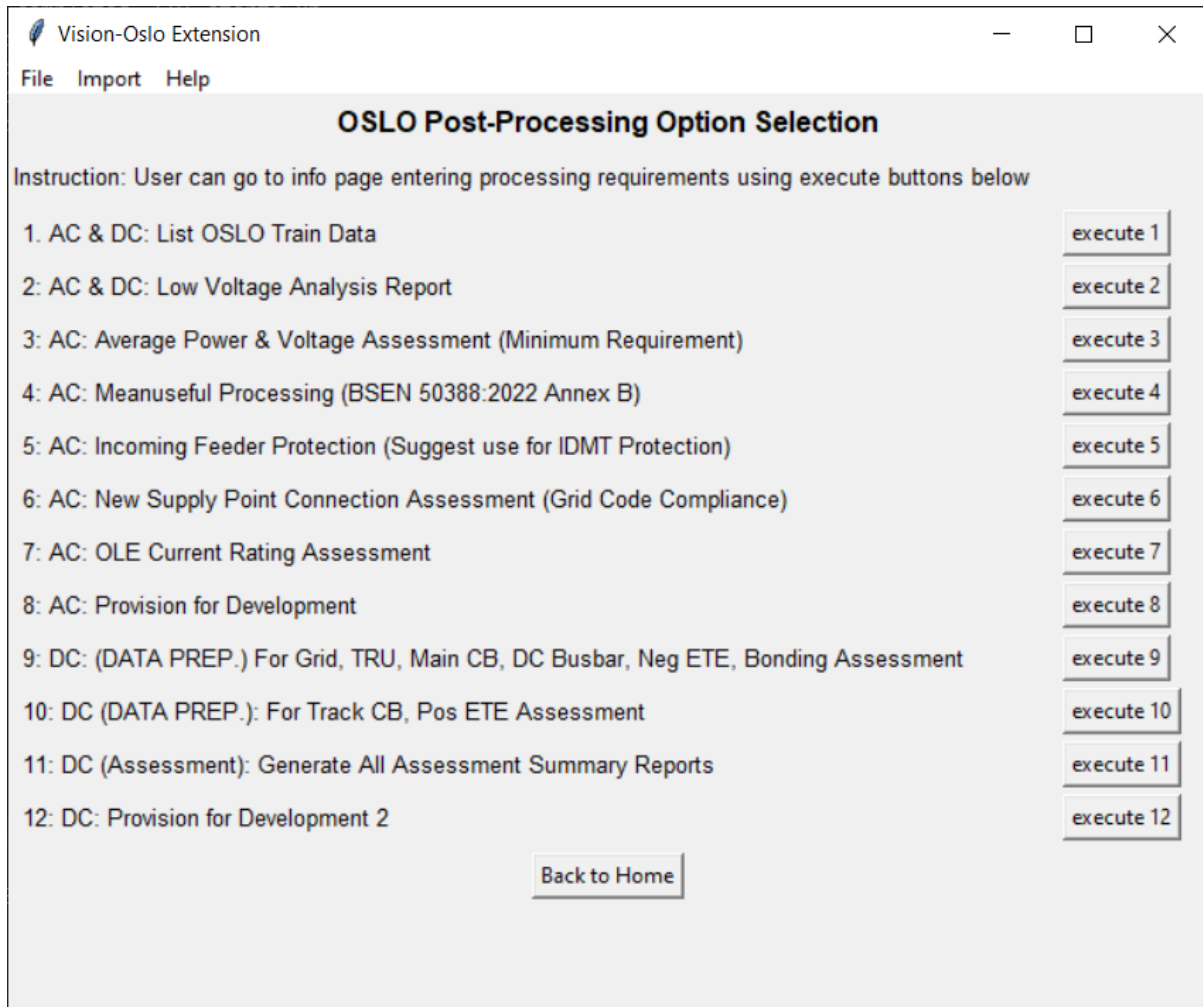 Vision-Oslo Extension
File Import Help
OSLO Post-Processing Option Selection
Instruction: User can go to info page entering processing requirements using execute buttons below
1. AC & DC: List OSLO Train Data execute 1
2: AC & DC: Low Voltage Analysis Report execute 2
3: AC: Average Power & Voltage Assessment (Minimum Requirement) execute 3
4: AC: Meanuseful Processing (BSEN 50388:2022 Annex B) execute 4
5: AC: Incoming Feeder Protection (Suggest use for IDMT Protection) execute 5
6: AC: New Supply Point Connection Assessment (Grid Code Compliance) execute 6
7: AC: OLE Current Rating Assessment execute 7
8: AC: Provision for Development execute 8
9: DC: (DATA PREP.) For Grid, TRU, Main CB, DC Busbar, Neg ETE, Bonding Assessment execute 9
10: DC (DATA PREP.): For Track CB, Pos ETE Assessment execute 10
11: DC (Assessment): Generate All Assessment Summary Reports execute 11
12: DC: Provision for Development 2 execute 12
Back to Home